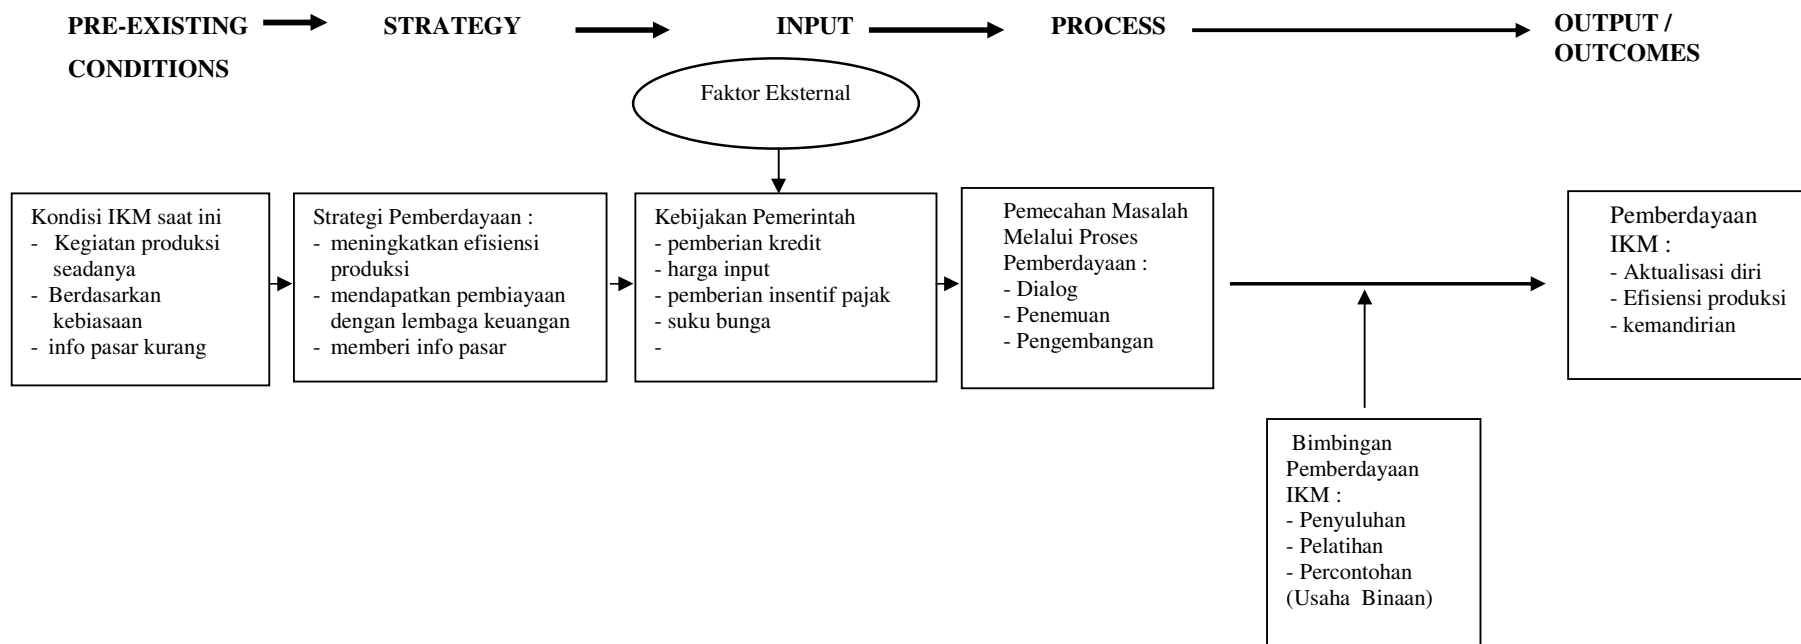 PRE-EXISTING
CONDITIONS
STRATEGY
INPUT
PROCESS
OUTPUT /
OUTCOMES
Faktor Eksternal
Kondisi IKM saat ini
- Kegiatan produksi
seadanya
- Berdasarkan
kebiasaan
- info pasar kurang
Strategi Pemberdayaan :
- meningkatkan efisiensi
produksi
- mendapatkan pembiayaan
dengan lembaga keuangan
- memberi info pasar
Kebijakan Pemerintah
- pemberian kredit
- harga input
- pemberian insentif pajak
- suku bunga
-
Pemecahan Masalah
Melalui Proses
Pemberdayaan :
- Dialog
- Penemuan
- Pengembangan
Pemberdayaan
IKM :
- Aktualisasi diri
- Efisiensi produksi
- kemandirian
Bimbingan
Pemberdayaan
IKM :
- Penyuluhan
- Pelatihan
- Percontohan
(Usaha Binaan)